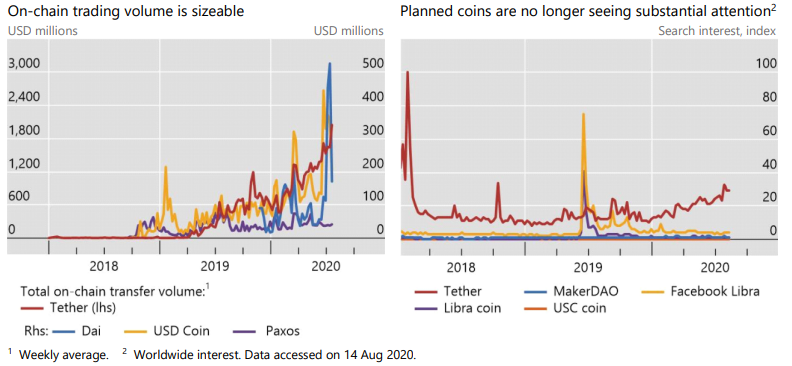 On-chain trading volume is sizeable
USD millions USD millions
3,000 500
2,400 400
1,800 300
1,200 200
600 100
0 0
2018 2019 2020
Total on-chain transfer volume:1
Tether (lhs)
Rhs: Dai USD Coin Paxos
Planned coins are no longer seeing substantial attention2
Search interest, index
100
80
60
40
20
0
2018 2019 2020
Tether MakerDAO Facebook Libra
Libra coin USC coin
1 Weekly average. 2 Worldwide interest. Data accessed on 14 Aug 2020.